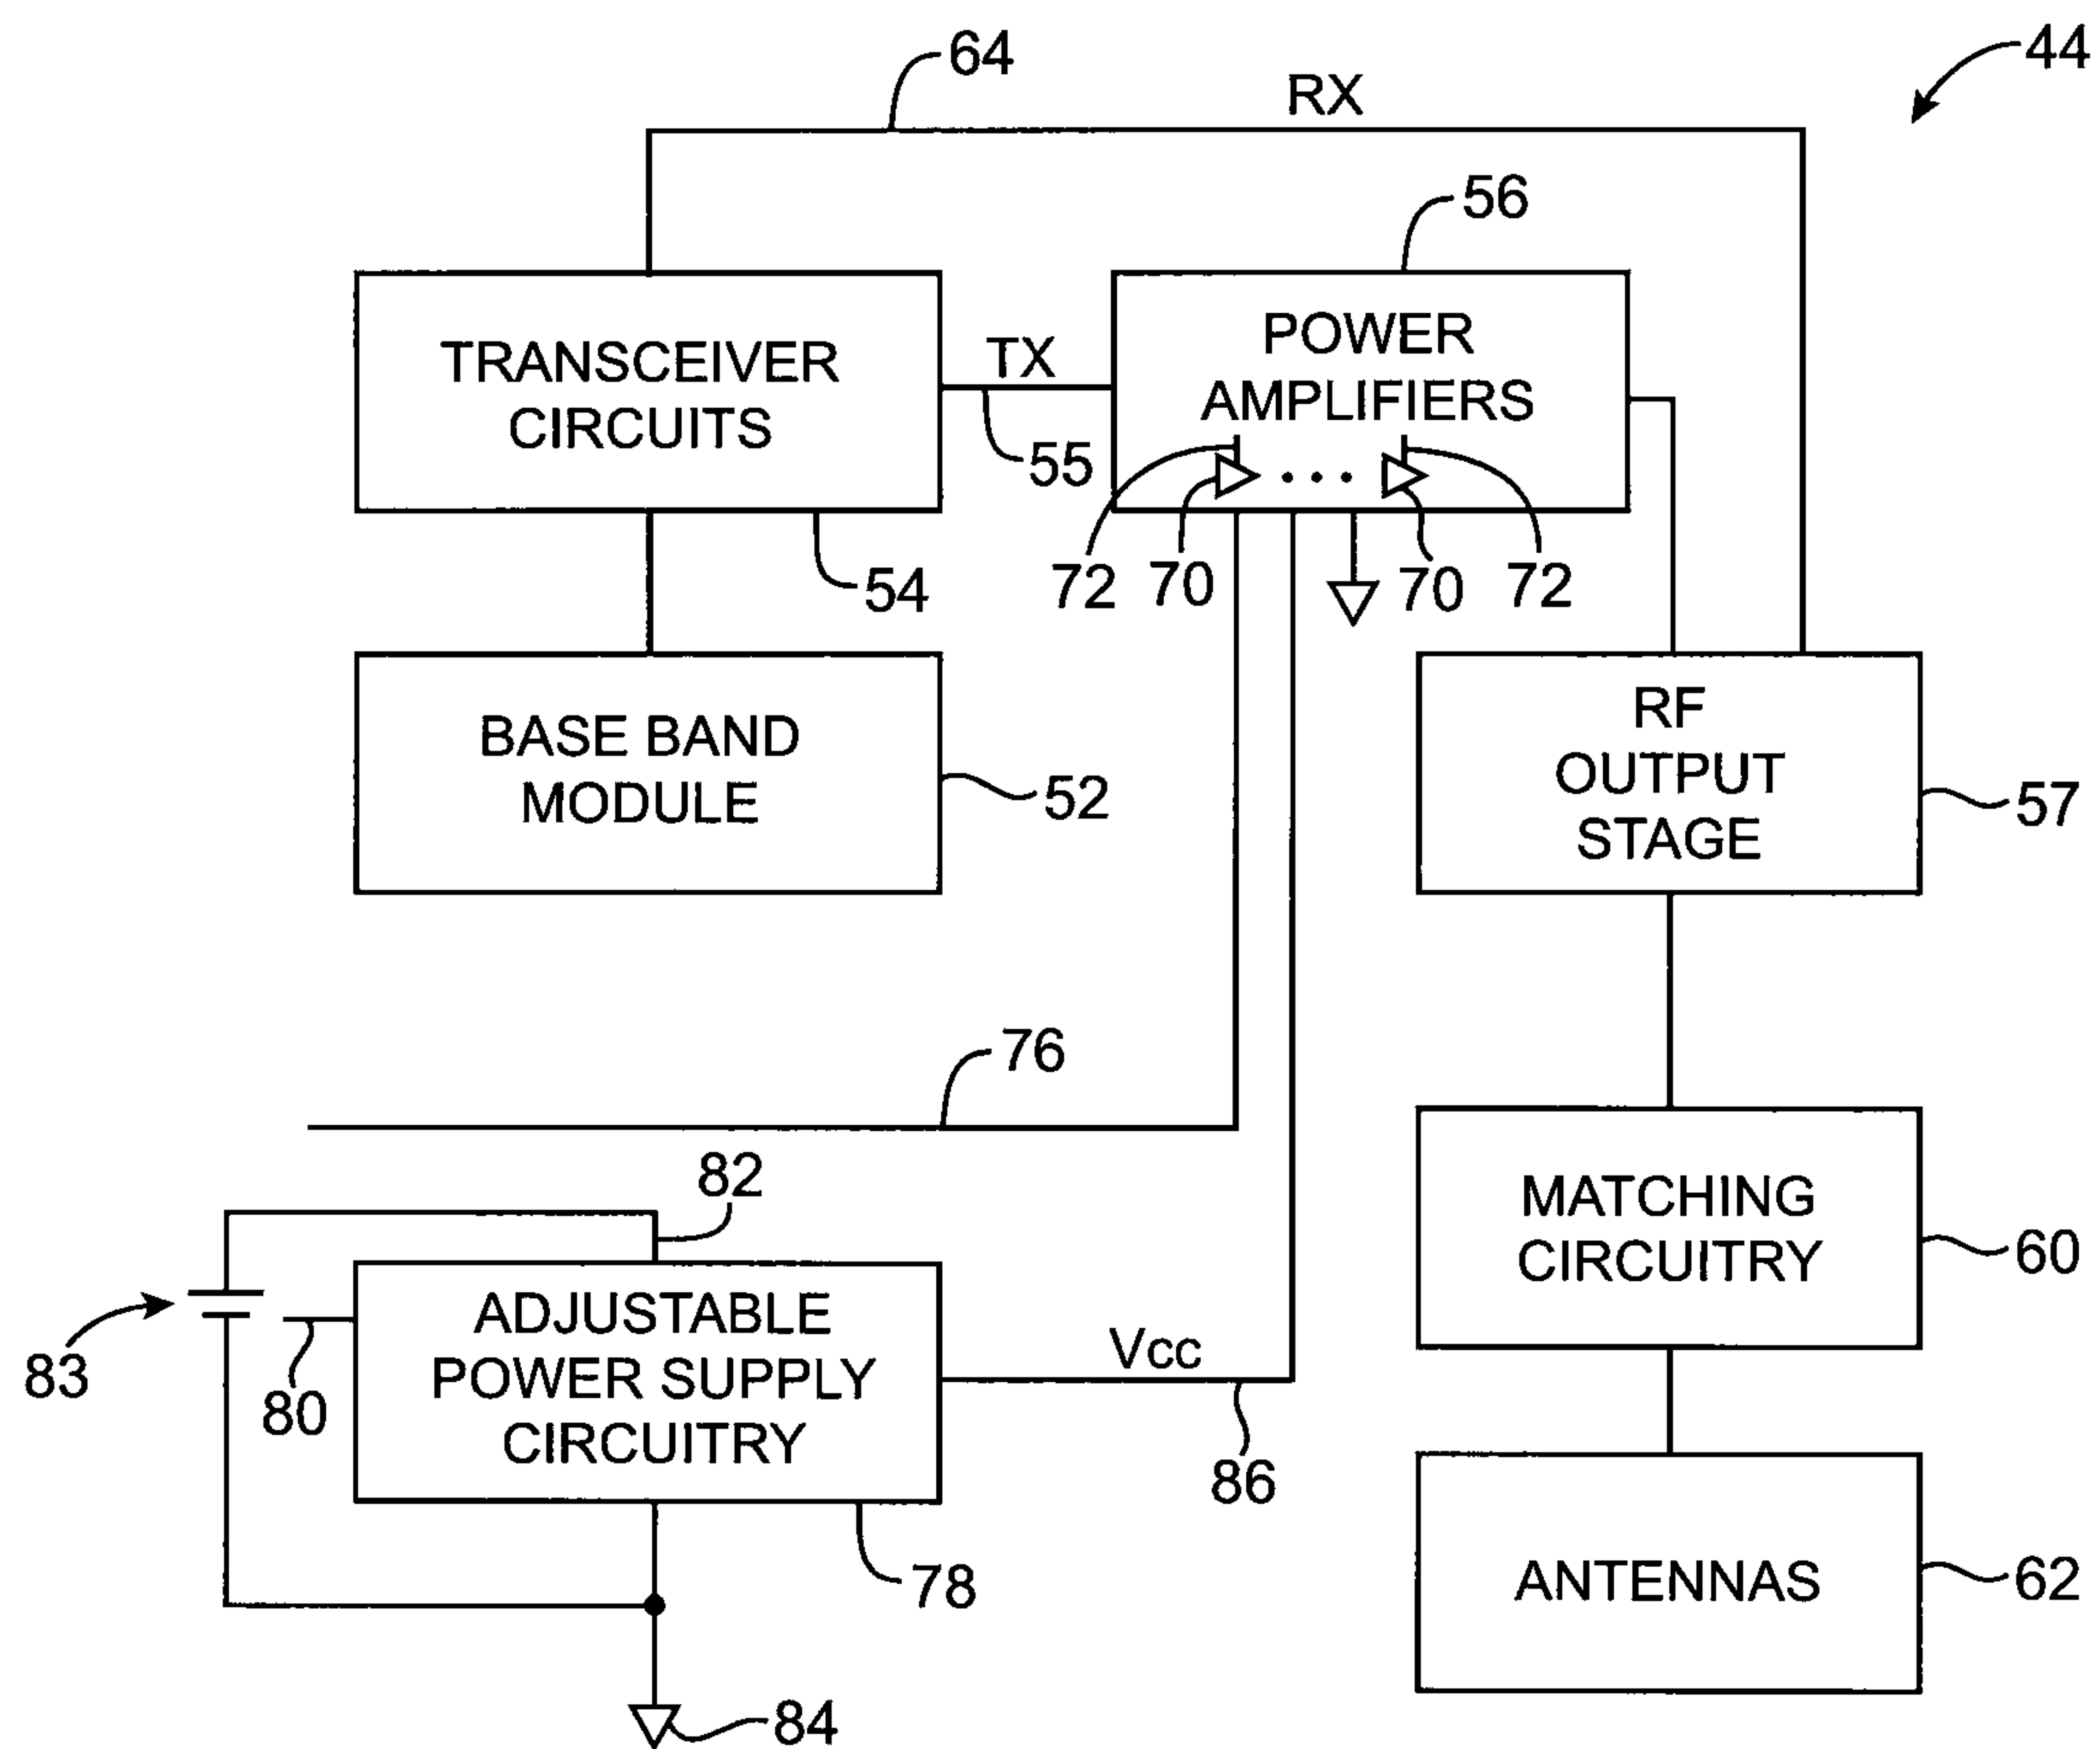 64
RX
44
56
TRANSCEIVER
CIRCUITS
TX
55
POWER
AMPLIFIERS
72
70
70
72
54
BASE BAND
MODULE
52
RF
OUTPUT
STAGE
57
76
82
MATCHING
CIRCUITRY
60
83
80
ADJUSTABLE
POWER SUPPLY
CIRCUITRY
Vcc
86
78
ANTENNAS
62
84